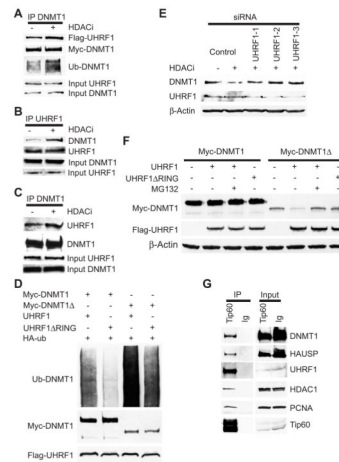 A
IP DNMT1
HDACi
- +
Flag-UHRF1
Myc-DNMT1
Ub-DNMT1
Input UHRF1
Input DNMT1
B
IP UHRF1
HDACi
- +
DNMT1
UHRF1
Input DNMT1
Input UHRF1
C
IP DNMT1
HDACi
- +
UHRF1
DNMT1
Input UHRF1
Input DNMT1
D
Myc-DNMT1 + + - -
Myc-DNMT1Δ - - + +
UHRF1 + - + -
UHRF1ΔRING - + - +
HA-ub
Ub-DNMT1
Myc-DNMT1
Flag-UHRF1
E
siRNA
Control UHRF1-1 UHRF1-2 UHRF1-3
HDACi - + + + +
DNMT1
UHRF1
β-Actin
F
Myc-DNMT1 Myc-DNMT1Δ
UHRF1 - + + - - + + -
UHRF1ΔRING - - - + - - - +
MG132 - - + - - - + -
Myc-DNMT1
Flag-UHRF1
β-Actin
G
IP Input
Tip60 Ig Tip60 Ig
DNMT1
HAUSP
UHRF1
HDAC1
PCNA
Tip60